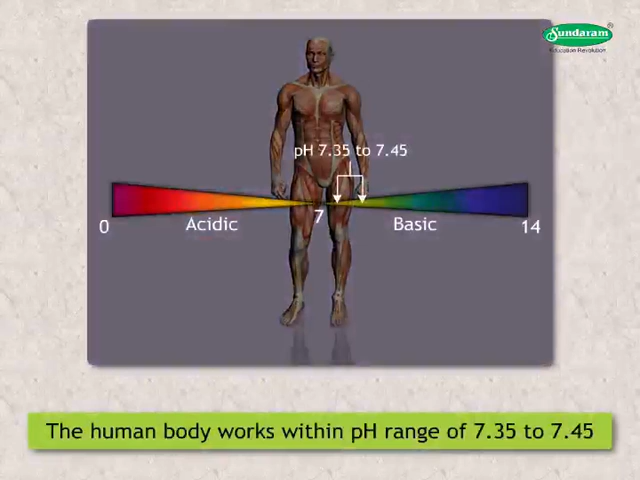 Sundaram
Education Revolution
pH 7.35 to 7.45
0
Acidic
7
Basic
14
The human body works within pH range of 7.35 to 7.45